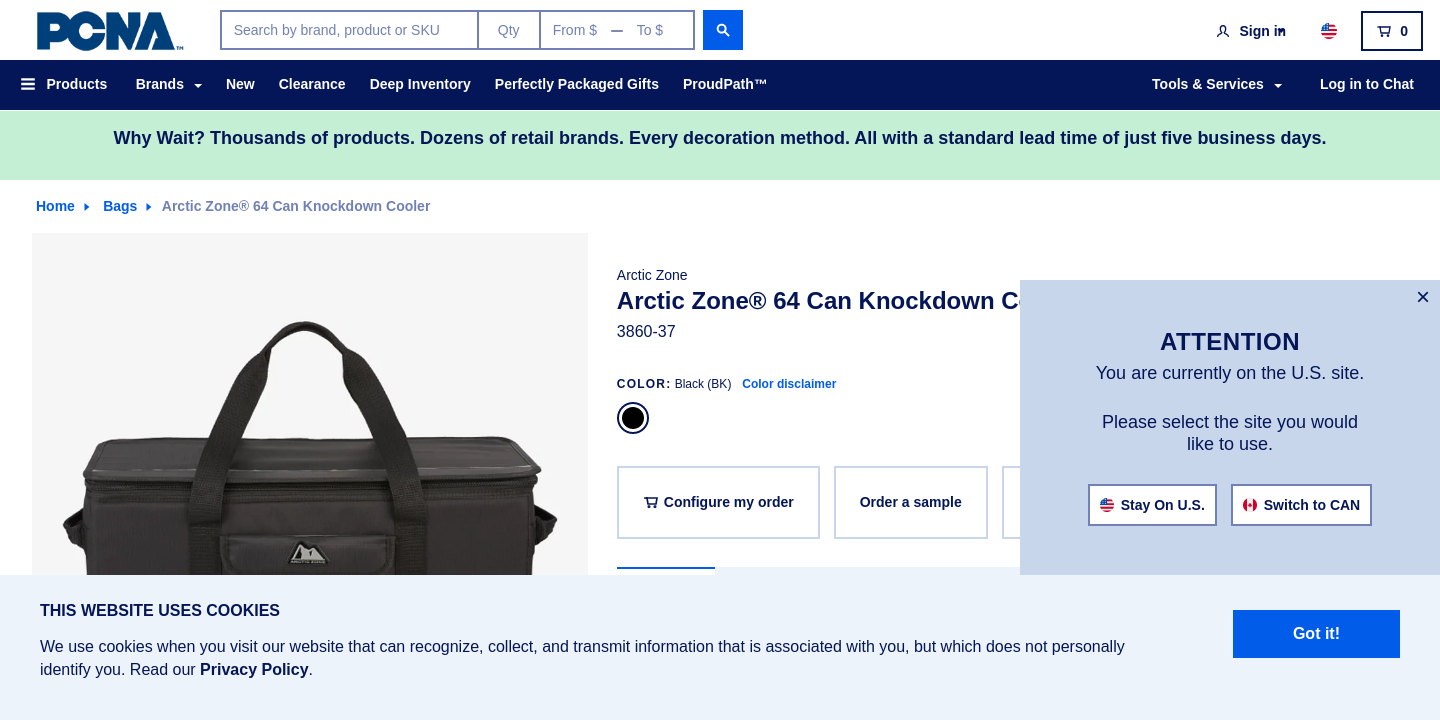 PCNA™
Search by brand, product or SKU
Qty
From $ — To $
Sign in
0
Products
Brands
New
Clearance
Deep Inventory
Perfectly Packaged Gifts
ProudPath™
Tools & Services
Log in to Chat
Why Wait? Thousands of products. Dozens of retail brands. Every decoration method. All with a standard lead time of just five business days.
Home
Bags
Arctic Zone® 64 Can Knockdown Cooler
ARCTIC ZONE
Arctic Zone
Arctic Zone® 64 Can Knockdown Co
3860-37
COLOR: Black (BK) Color disclaimer
Configure my order
Order a sample
×
ATTENTION
You are currently on the U.S. site.
Please select the site you would
like to use.
Stay On U.S.
Switch to CAN
THIS WEBSITE USES COOKIES
We use cookies when you visit our website that can recognize, collect, and transmit information that is associated with you, but which does not personally
identify you. Read our Privacy Policy.
Got it!